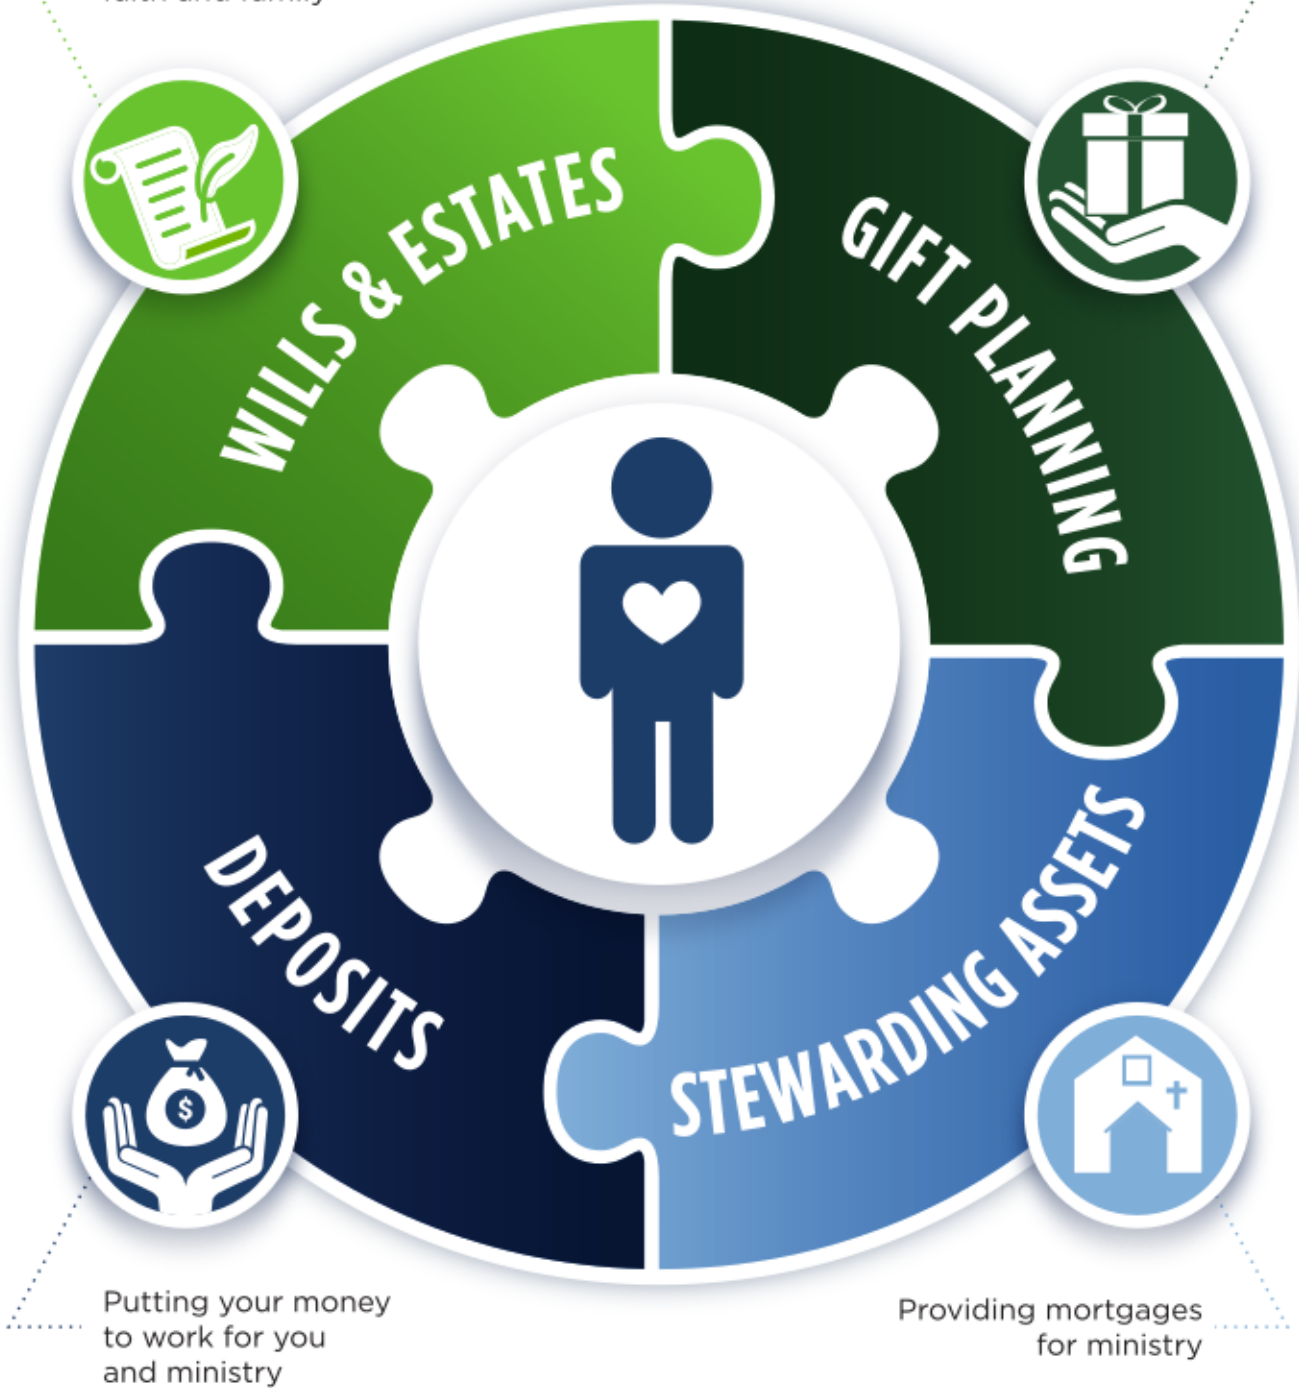 WILLS & ESTATES
GIFT PLANNING
DEPOSITS
STEWARDING ASSETS
$
Putting your money
to work for you
and ministry
Providing mortgages
for ministry